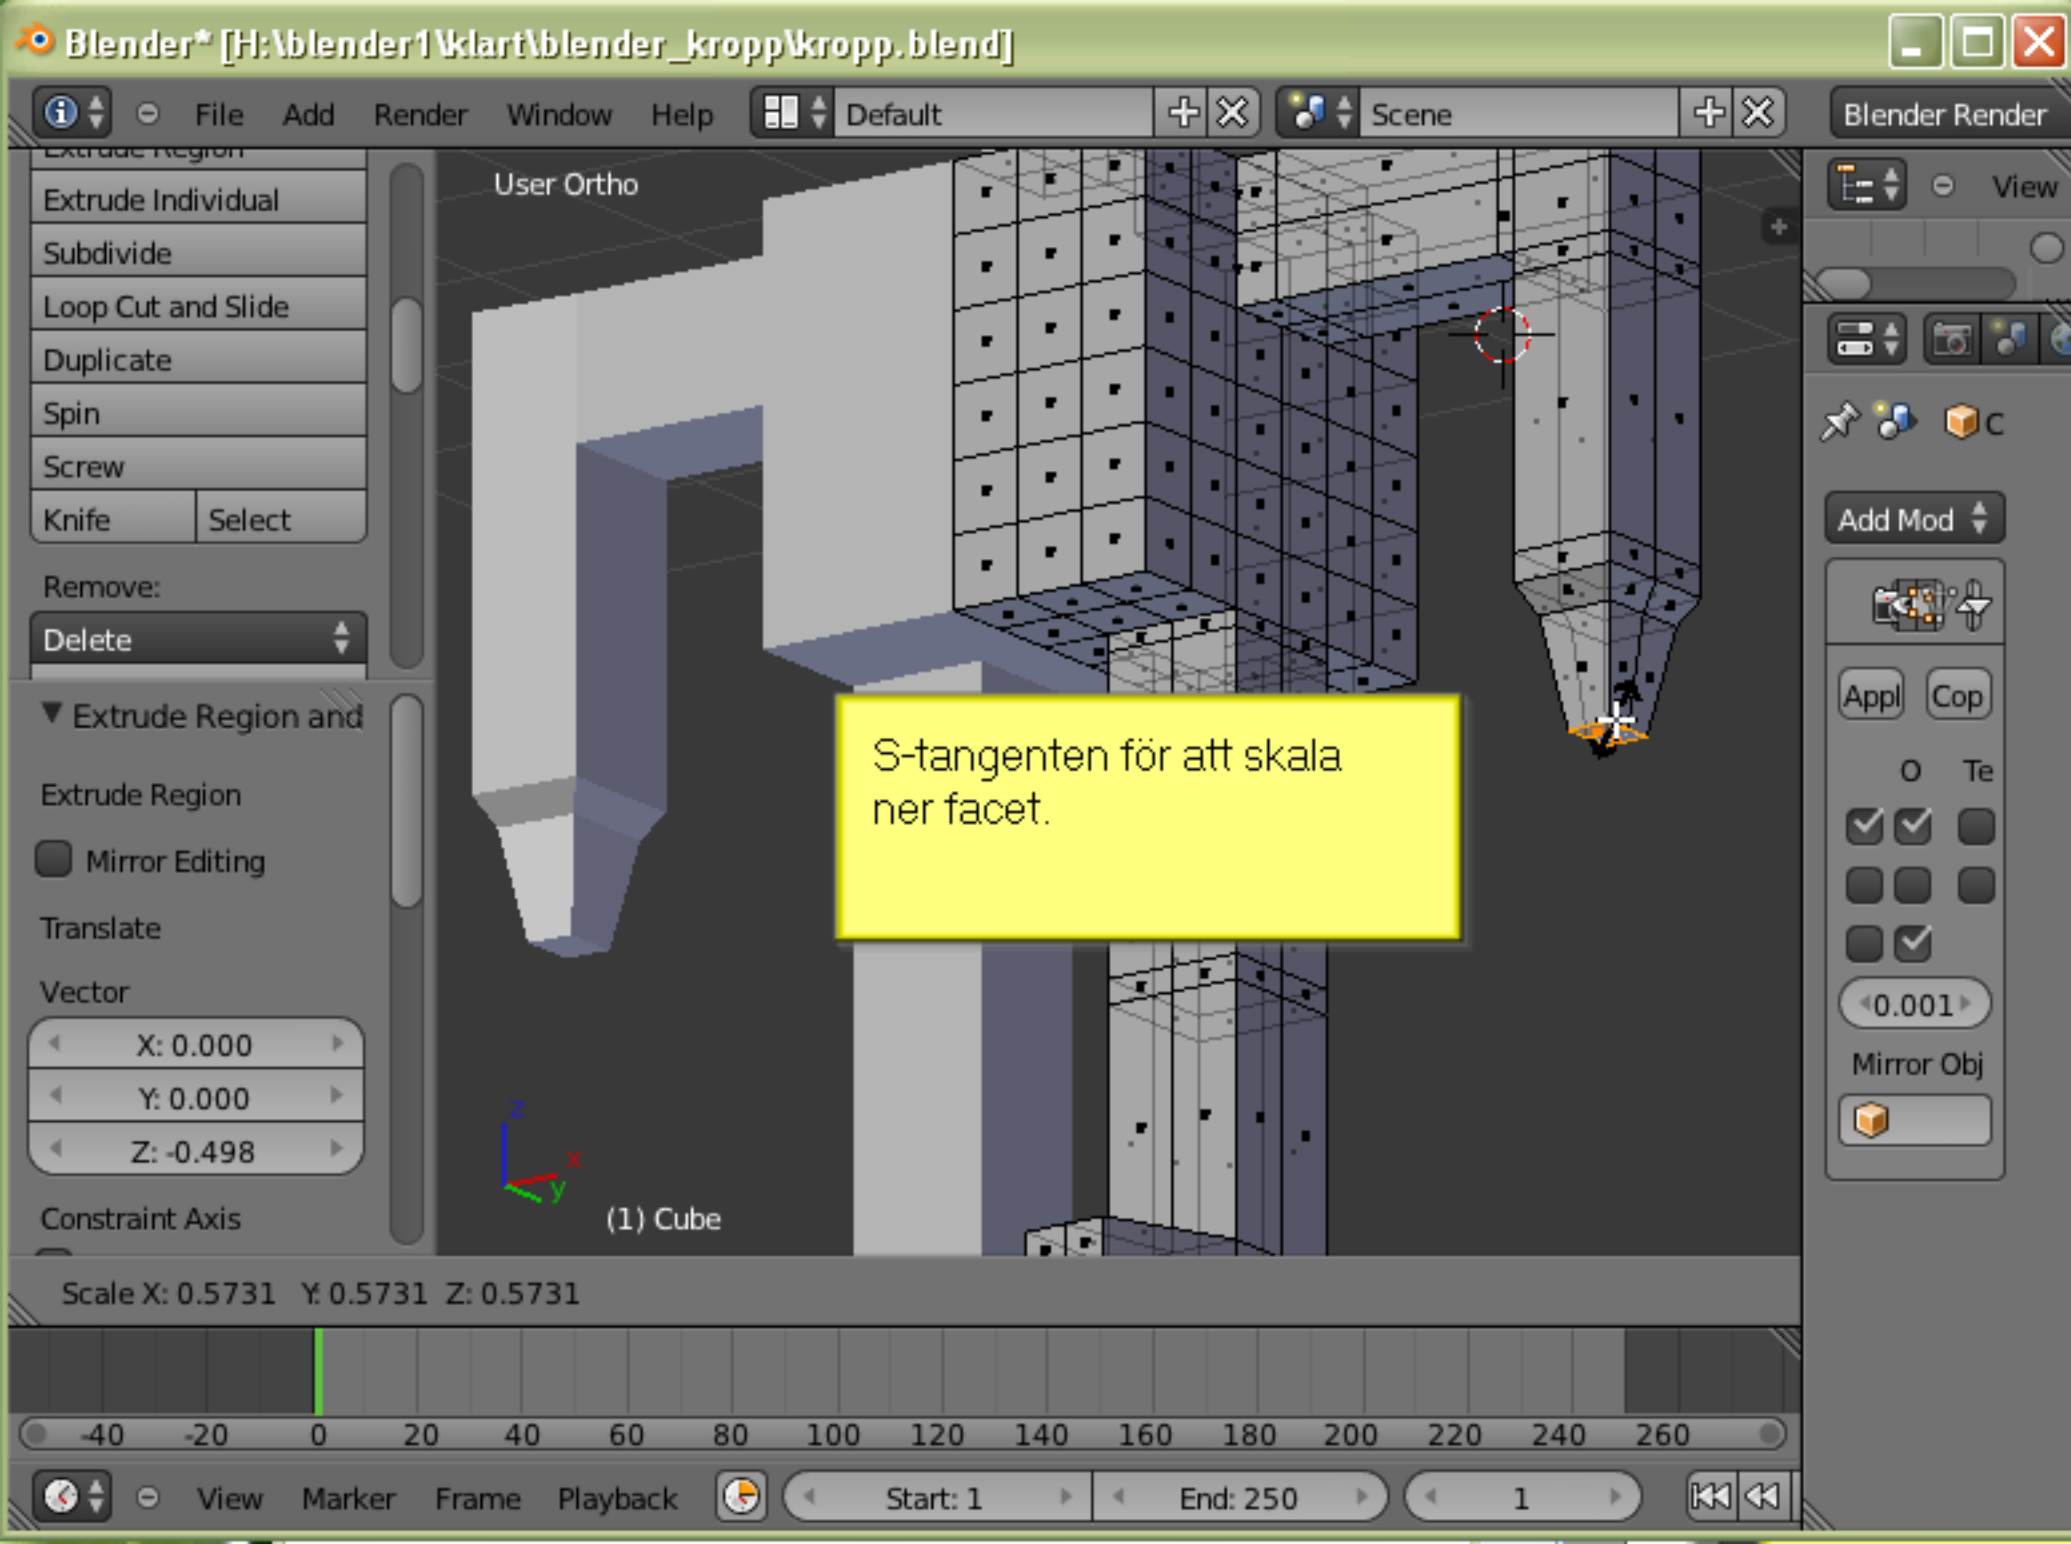 Blender* [H:\blender1\klart\blender_kropp\kropp.blend]
File Add Render Window Help Default Scene Blender Render
Extrude Region
Extrude Individual
Subdivide
Loop Cut and Slide
Duplicate
Spin
Screw
Knife Select
Remove:
Delete
Extrude Region and
Extrude Region
Mirror Editing
Translate
Vector
X: 0.000
Y: 0.000
Z: -0.498
Constraint Axis
User Ortho
S-tangenten för att skala
ner facet.
z
x
y
(1) Cube
View
C
Add Mod
Appl Cop
O Te
0.001
Mirror Obj
Scale X: 0.5731 Y: 0.5731 Z: 0.5731
-40 -20 0 20 40 60 80 100 120 140 160 180 200 220 240 260
View Marker Frame Playback Start: 1 End: 250 1